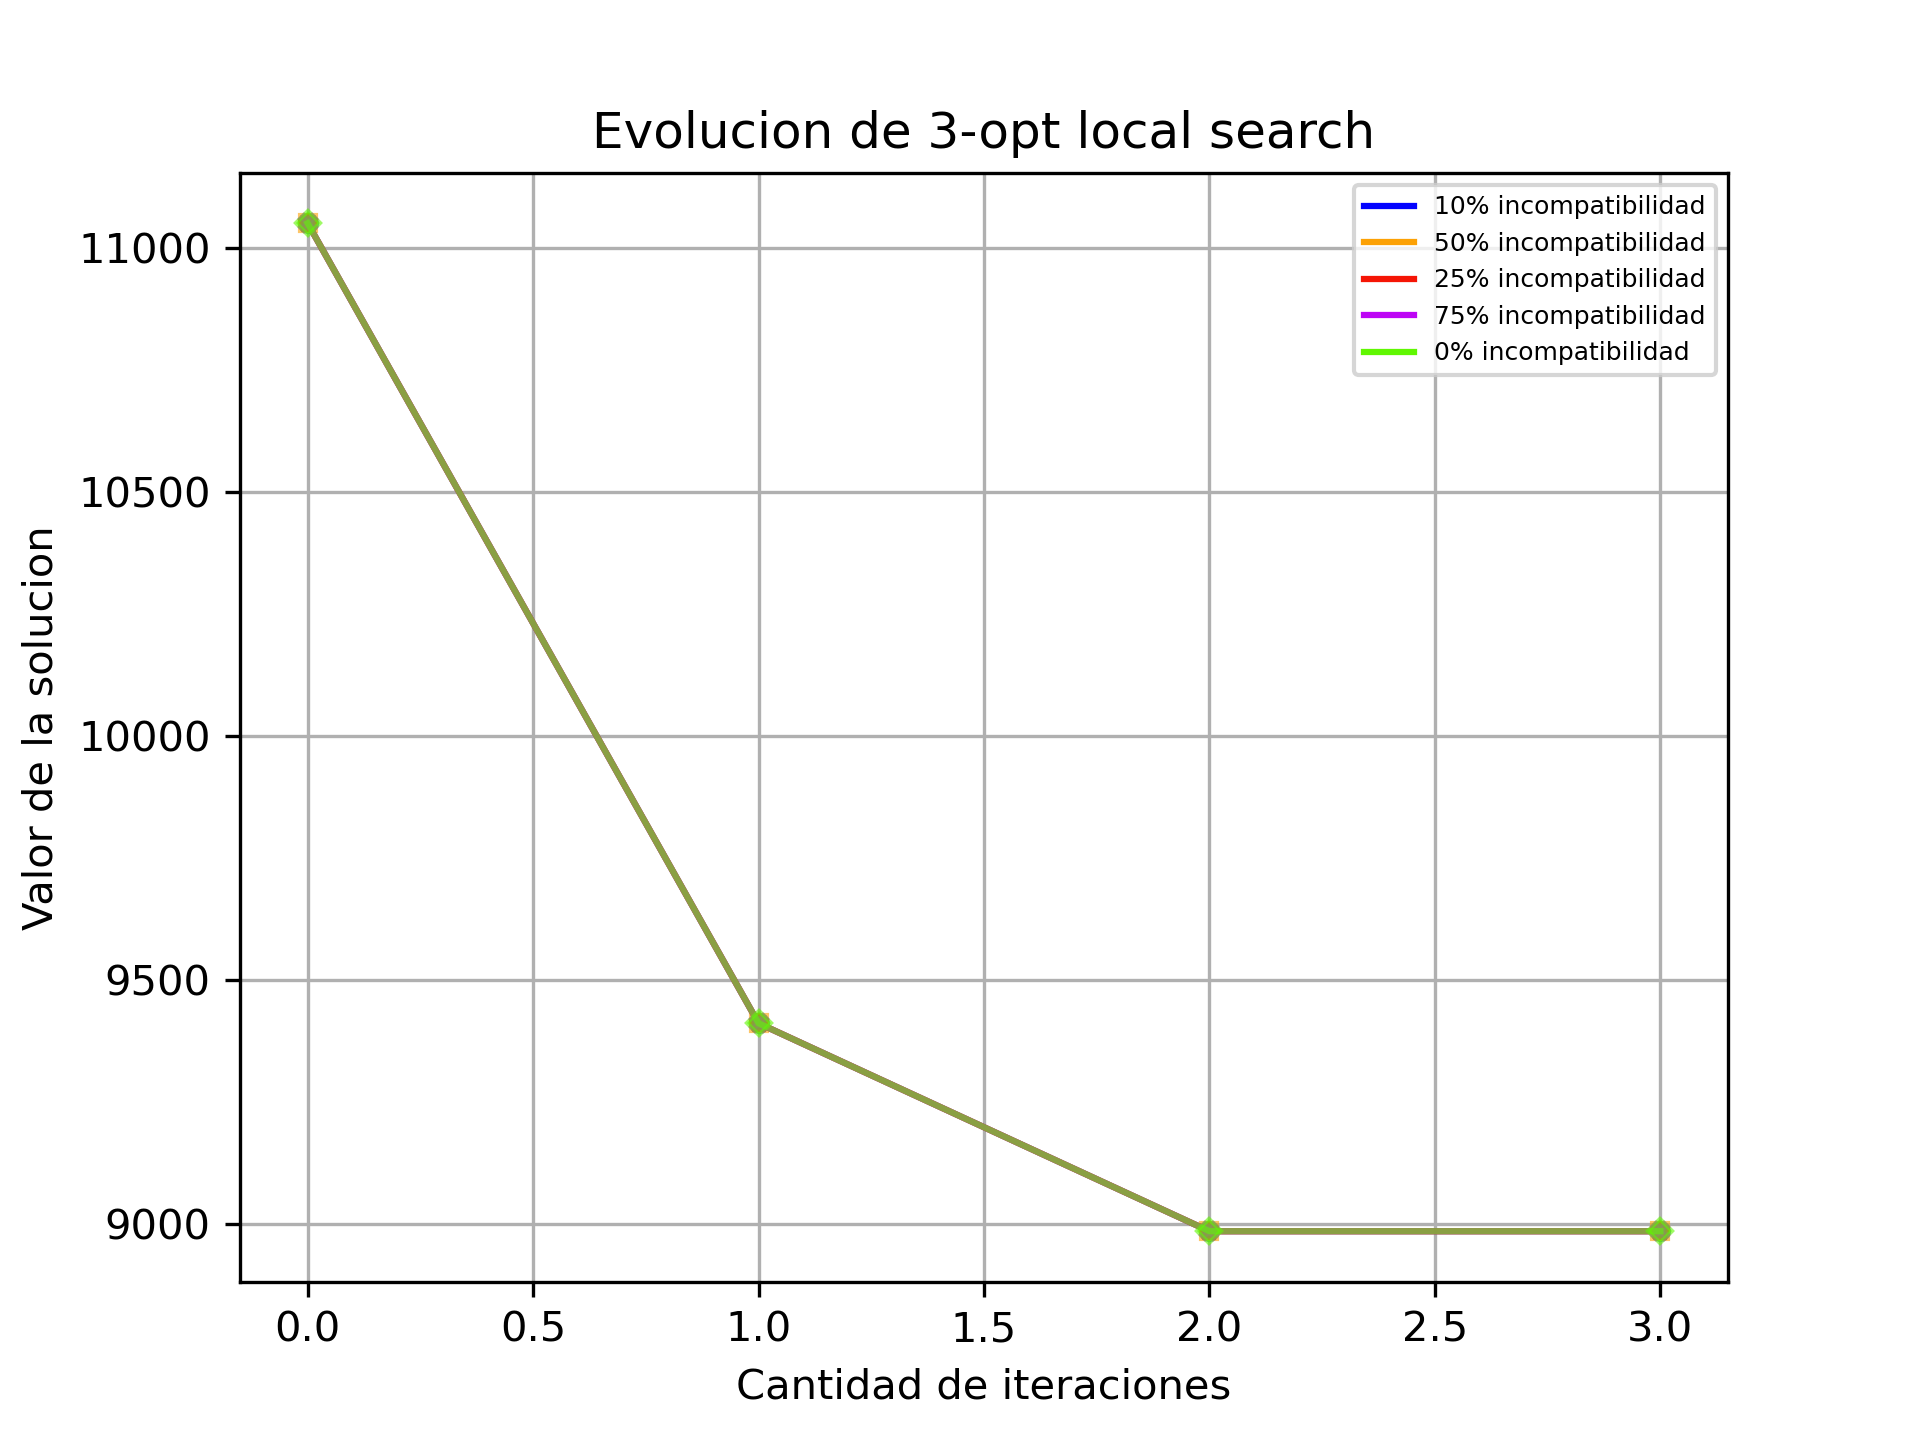 Evolucion de 3-opt local search
10% incompatibilidad
50% incompatibilidad
25% incompatibilidad
75% incompatibilidad
0% incompatibilidad
Valor de la solucion
11000
10500
10000
9500
9000
0.0 0.5 1.0 1.5 2.0 2.5 3.0
Cantidad de iteraciones